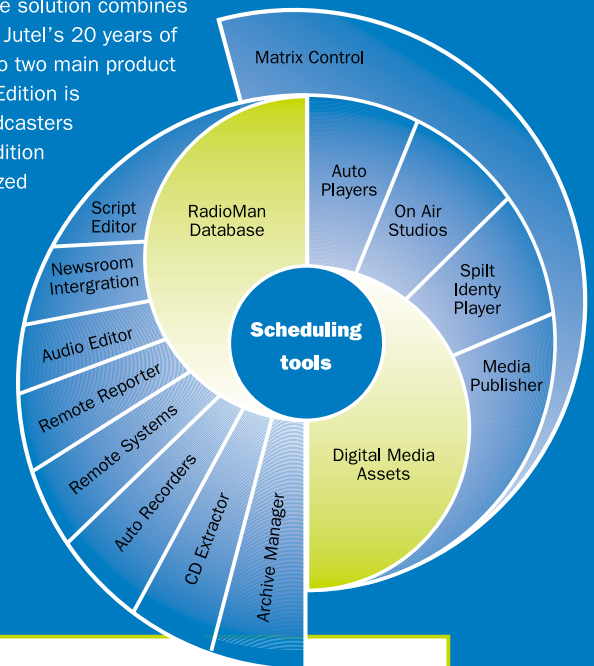 e solution combines
Jutel's 20 years of
o two main product
Edition is
dcasters
dition
zed
Matrix Control
Auto
Players
On Air
Studios
Spilt
Identy
Player
Media
Publisher
RadioMan
Database
Script
Editor
Newsroom
Intergration
Audio Editor
Remote Reporter
Remote Systems
Auto Recorders
CD Extractor
Archive Manager
Scheduling
tools
Digital Media
Assets